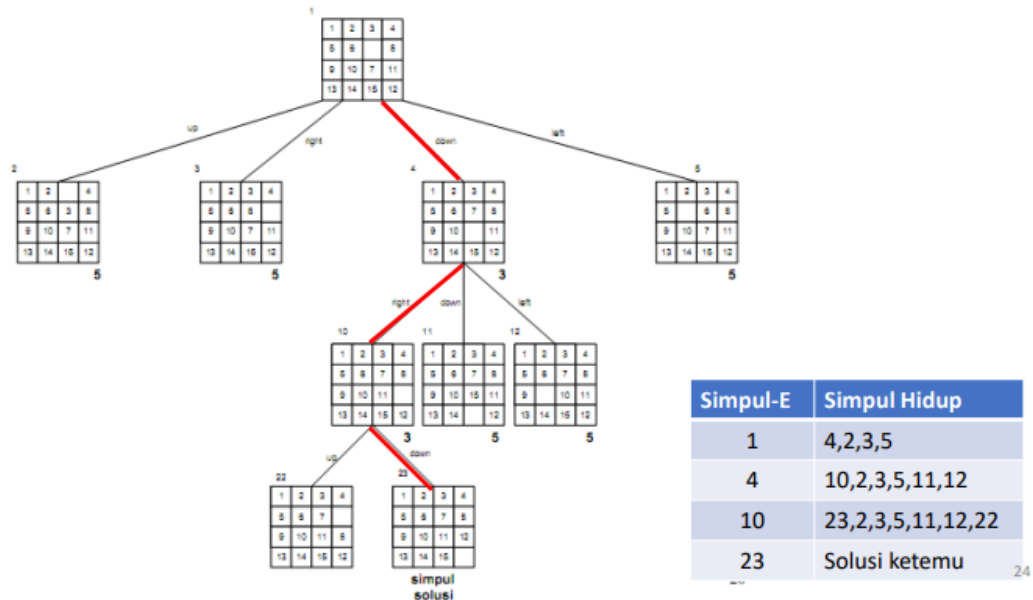 1
1 2 3 4
5 6 8
9 10 7 11
13 14 15 12
up
right
down
left
2
1 2 4
5 6 3 8
9 10 7 11
13 14 15 12
5
3
1 2 3 4
5 6 8
9 10 7 11
13 14 15 12
5
4
1 2 3 4
5 6 7 8
9 10 11
13 14 15 12
3
5
1 2 3 4
5 6 8
9 10 7 11
13 14 15 12
5
right
down
left
10
1 2 3 4
5 6 7 8
9 10 11
13 14 15 12
3
11
1 2 3 4
5 6 7 8
9 10 15 11
13 14 12
5
12
1 2 3 4
5 6 7 8
9 10 11
13 14 15 12
5
up
down
22
1 2 3 4
5 6 7
9 10 11 8
13 14 15 12
23
1 2 3 4
5 6 7 8
9 10 11 12
13 14 15
simpul
solusi
Simpul-E Simpul Hidup
1 4,2,3,5
4 10,2,3,5,11,12
10 23,2,3,5,11,12,22
23 Solusi ketemu
24